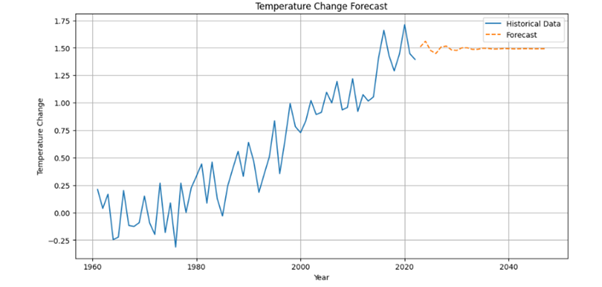 Temperature Change Forecast
Historical Data
Forecast
1.75
1.50
1.25
1.00
0.75
0.50
0.25
0.00
−0.25
Temperature Change
1960
1980
2000
2020
2040
Year